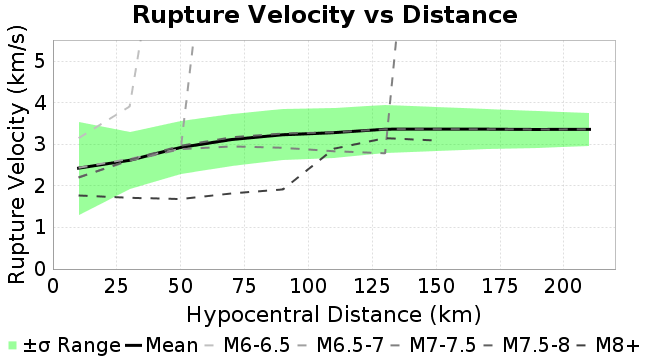 Rupture Velocity vs Distance
Rupture Velocity (km/s)
5
4
3
2
1
0
0 25 50 75 100 125 150 175 200
Hypocentral Distance (km)
±σ Range Mean M6-6.5 M6.5-7 M7-7.5 M7.5-8 M8+